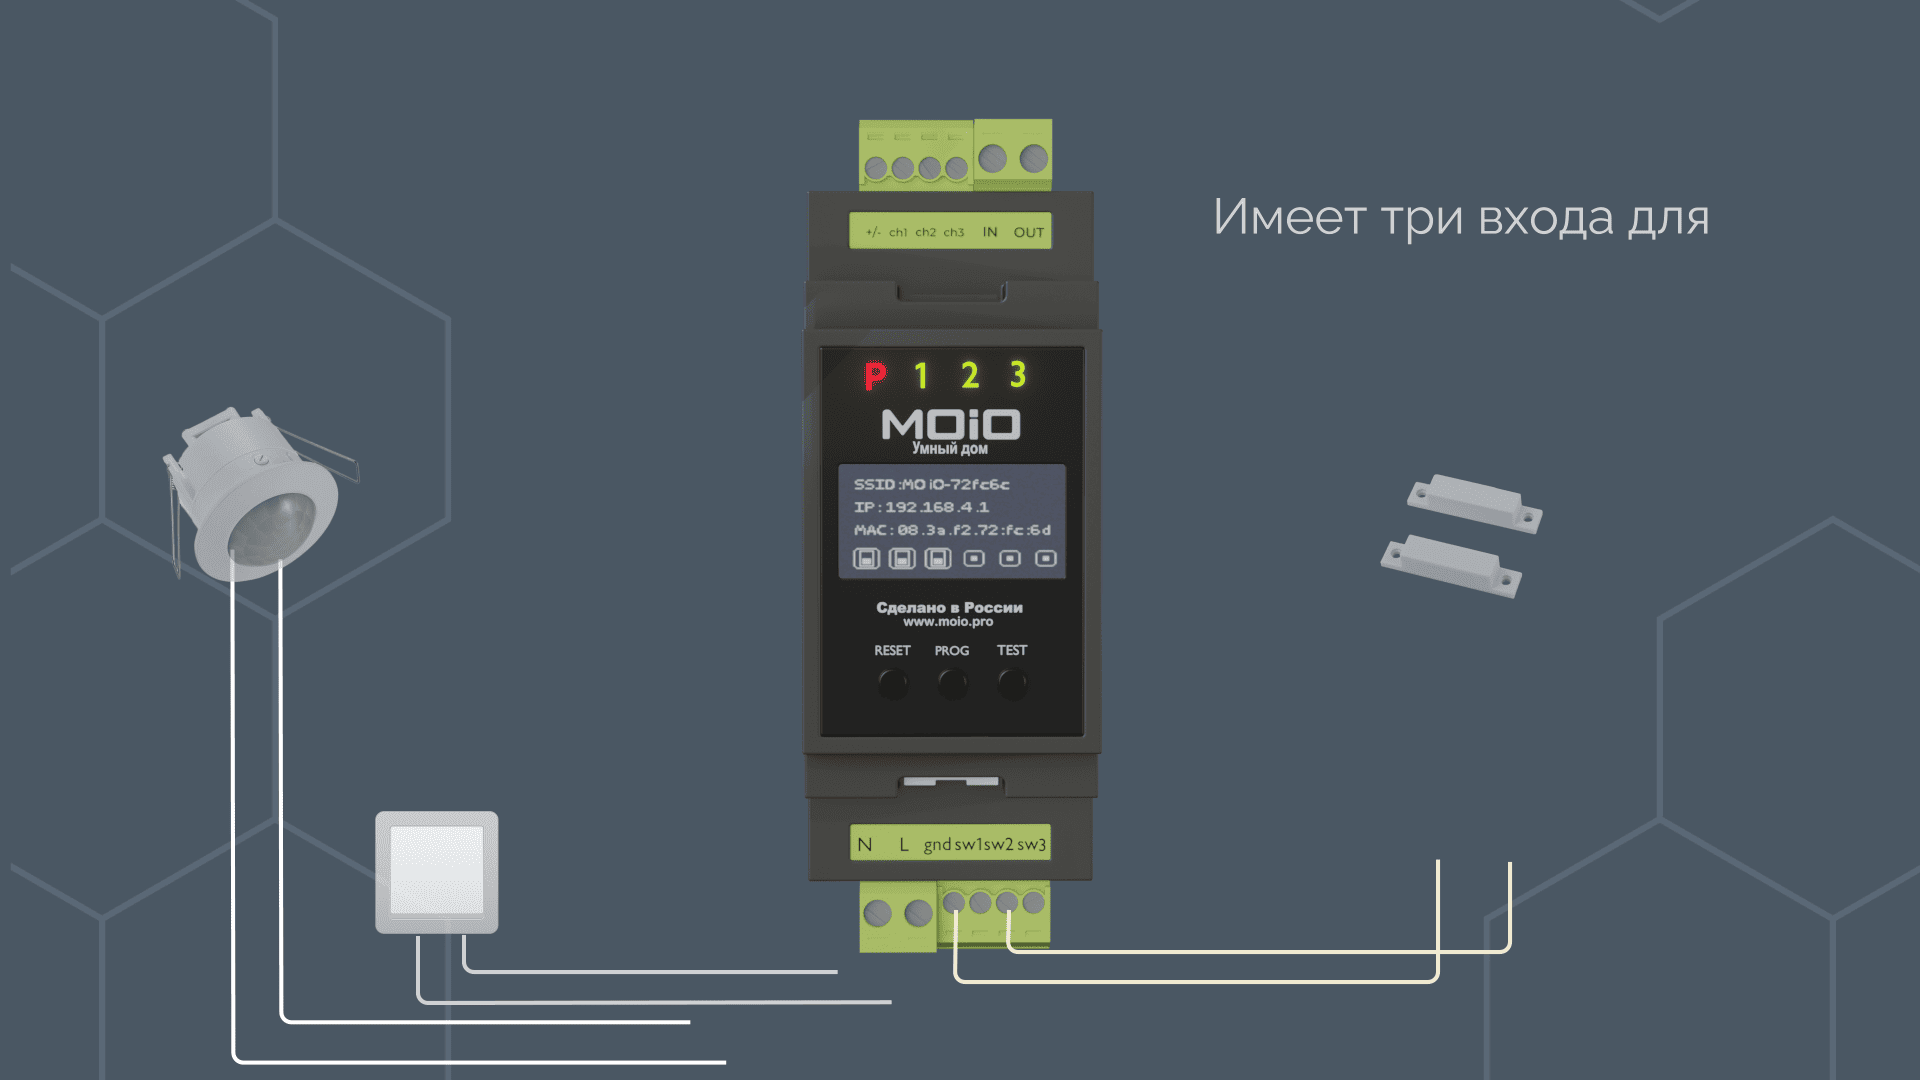 Имеет три входа для
+/- ch1 ch2 ch3 IN OUT
P 1 2 3
MOiO
Умный дом
SSID:MOiO-72fc6c
IP:192.168.4.1
MAC:08.3a.f2.72:fc:6d
Сделано в России
www.moio.pro
RESET PROG TEST
N L gnd sw1 sw2 sw3